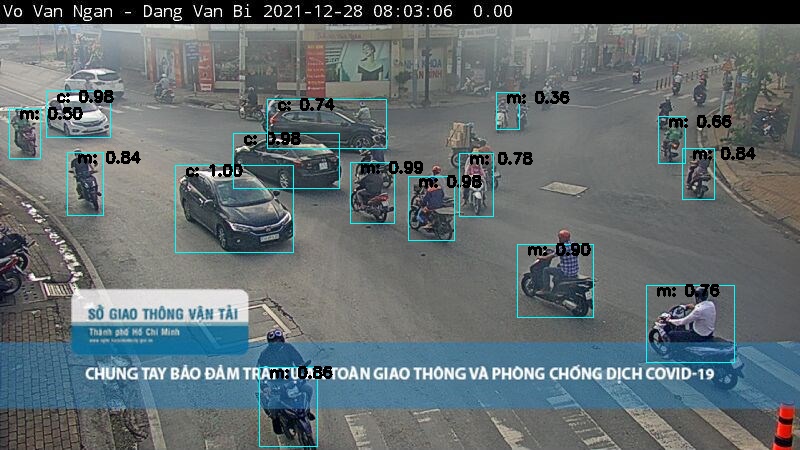 Vo Van Ngan - Dang Van Bi 2021-12-28 08:03:06 0.00
c: 0.98
c: 0.74
m: 0.36
m: 0.50
m: 0.66
c: 0.98
m: 0.84
m: 0.99
m: 0.78
m: 0.84
c: 1.00
m: 0.98
m: 0.90
m: 0.76
SỞ GIAO THÔNG VẬN TẢI
Thành phố Hồ Chí Minh
m: 0.86
CHUNG TAY BẢO ĐẢM TOÀN GIAO THÔNG VÀ PHÒNG CHỐNG DỊCH COVID-19